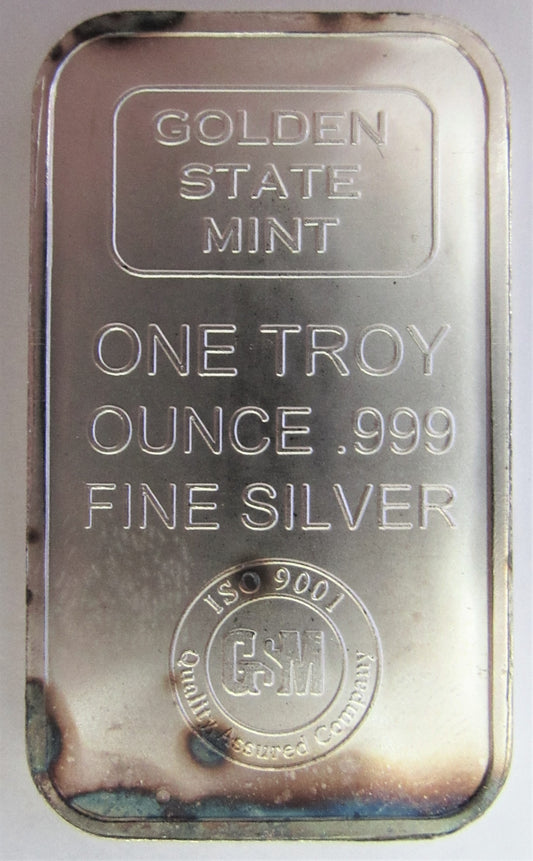 GOLDEN
STATE
MINT
ONE TROY
OUNCE .999
FINE SILVER
ISO 9001
GSM
Quality Assured Company